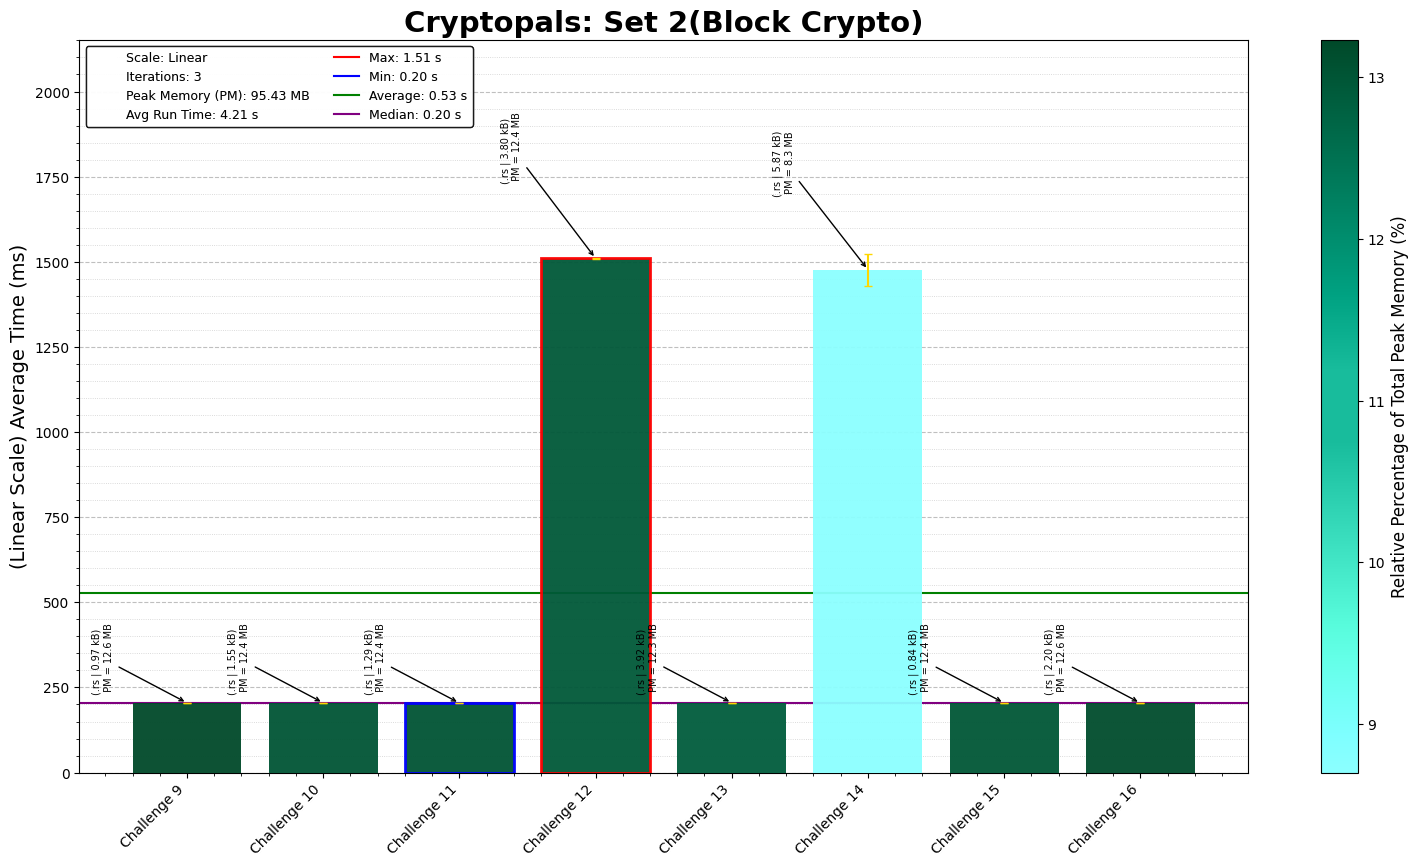 Cryptopals: Set 2(Block Crypto)
Scale: Linear
Iterations: 3
Peak Memory (PM): 95.43 MB
Avg Run Time: 4.21 s
Max: 1.51 s
Min: 0.20 s
Average: 0.53 s
Median: 0.20 s
(Linear Scale) Average Time (ms)
2000
1750
1500
1250
1000
750
500
250
0
(.rs | 0.97 kB)
PM = 12.6 MB
(.rs | 1.55 kB)
PM = 12.4 MB
(.rs | 1.29 kB)
PM = 12.4 MB
(.rs | 3.80 kB)
PM = 12.4 MB
(.rs | 3.92 kB)
PM = 12.3 MB
(.rs | 5.87 kB)
PM = 8.3 MB
(.rs | 0.84 kB)
PM = 12.4 MB
(.rs | 2.20 kB)
PM = 12.6 MB
Challenge 9
Challenge 10
Challenge 11
Challenge 12
Challenge 13
Challenge 14
Challenge 15
Challenge 16
13
12
11
10
9
Relative Percentage of Total Peak Memory (%)